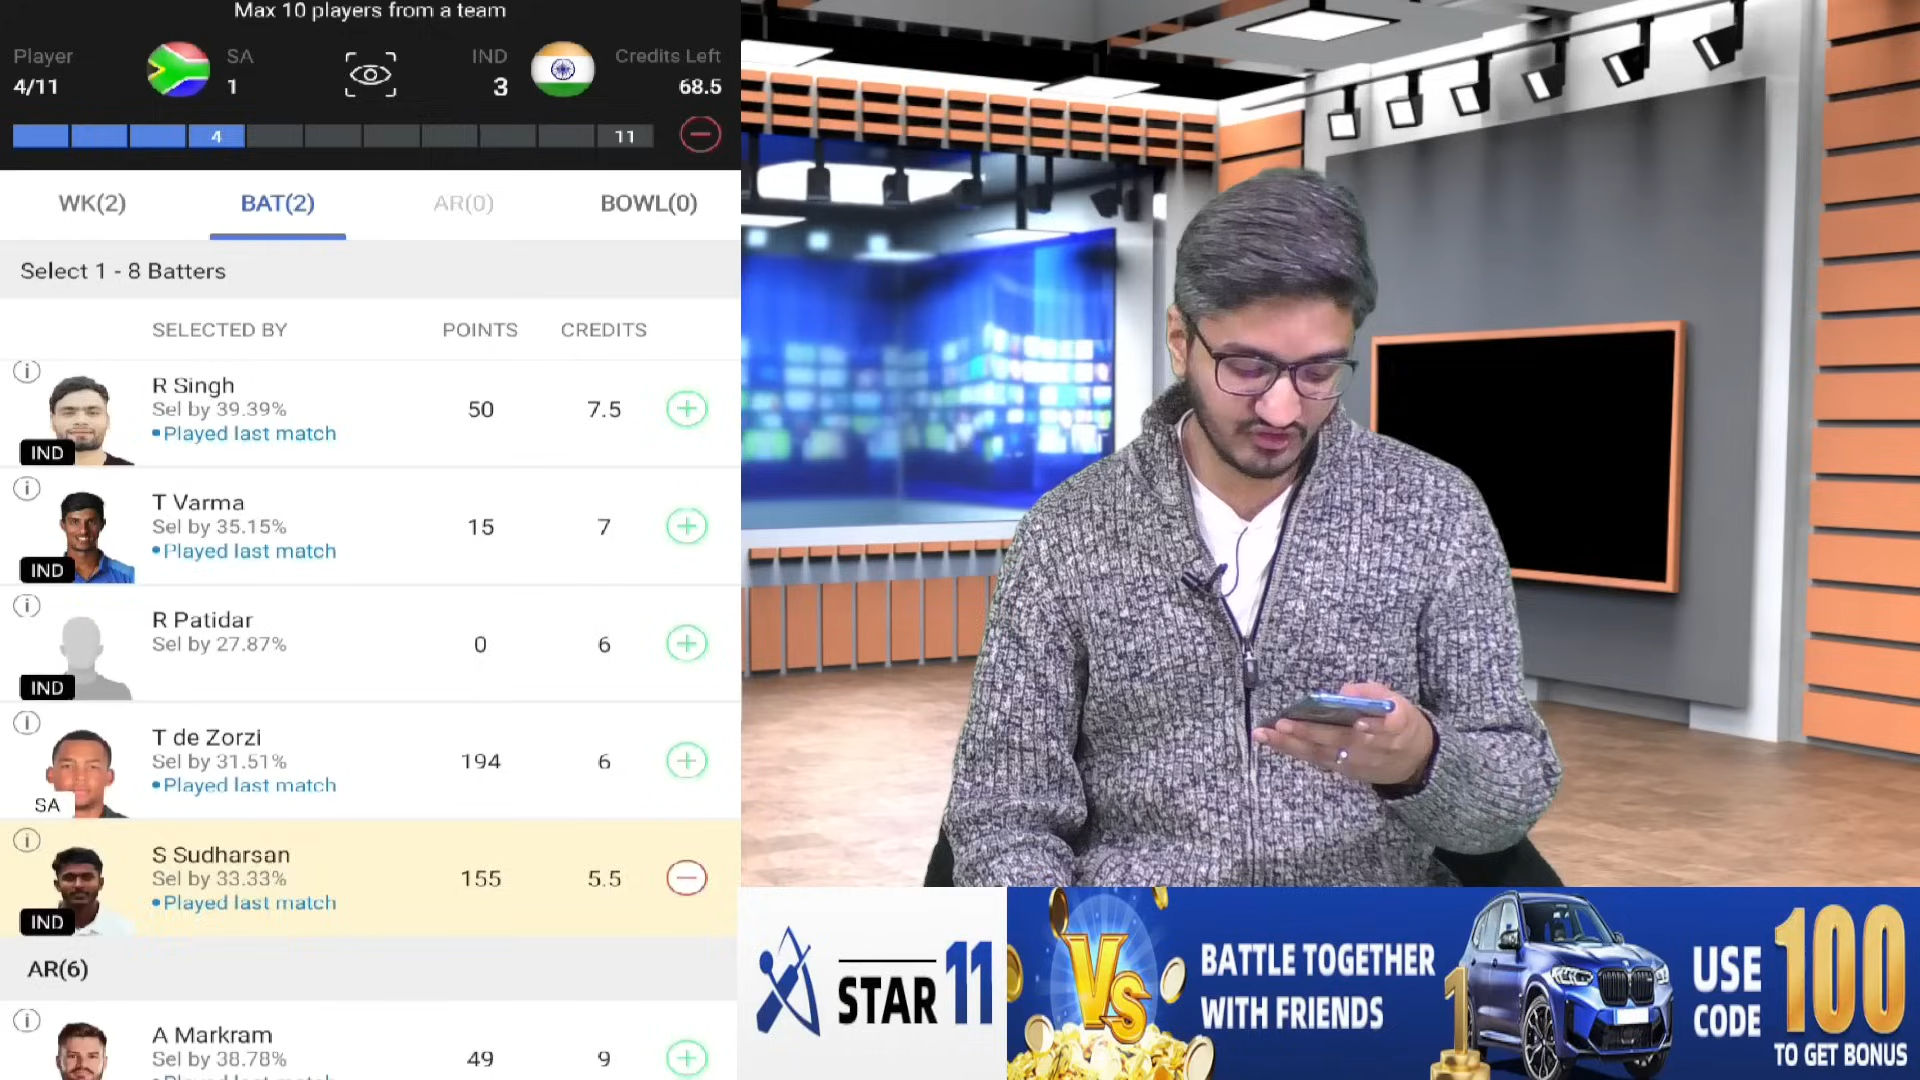 Max 10 players from a team
Player
SA
IND
Credits Left
4/11
1
3
68.5
4
11
WK(2)
BAT(2)
AR(0)
BOWL(0)
Select 1 - 8 Batters
SELECTED BY
POINTS
CREDITS
R Singh
Sel by 39.39%
Played last match
IND
50
7.5
T Varma
Sel by 35.15%
Played last match
IND
15
7
R Patidar
Sel by 27.87%
IND
0
6
T de Zorzi
Sel by 31.51%
Played last match
SA
194
6
S Sudharsan
Sel by 33.33%
Played last match
IND
155
5.5
AR(6)
A Markram
Sel by 38.78%
Played last match
49
9
STAR 11
VS
BATTLE TOGETHER
WITH FRIENDS
1
USE
CODE
100
TO GET BONUS